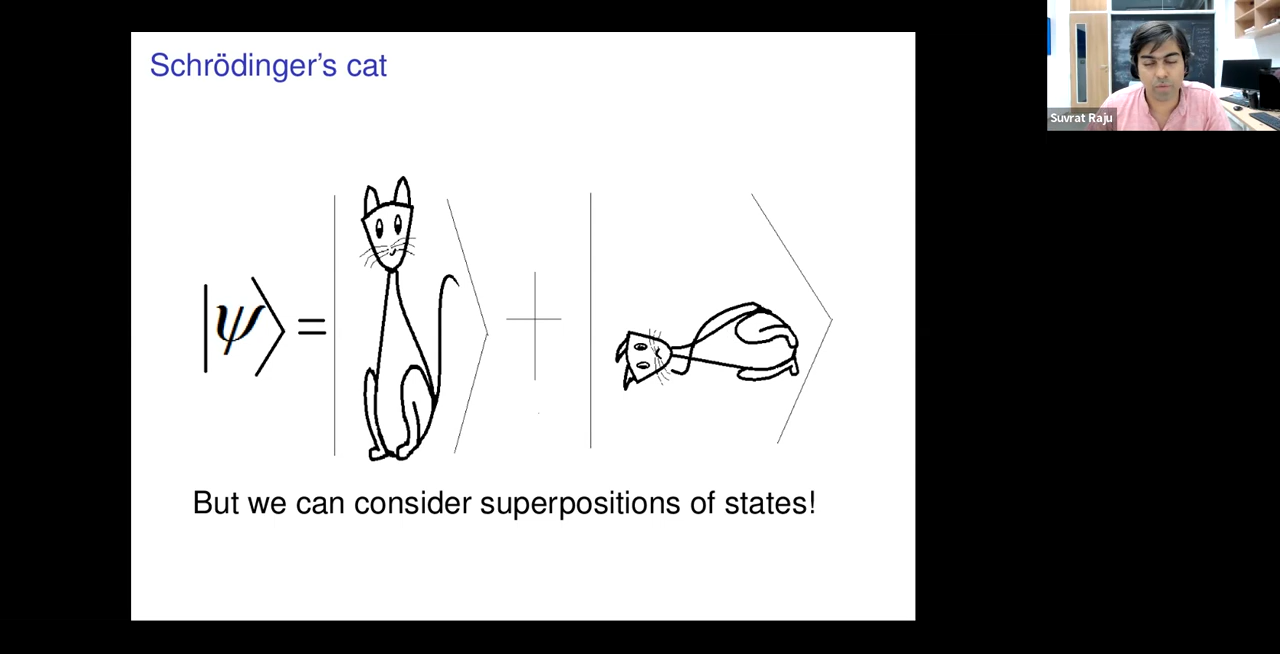 Schrödinger's cat
|ψ⟩ = | ⟩ + | ⟩
But we can consider superpositions of states!
Suvrat Raju